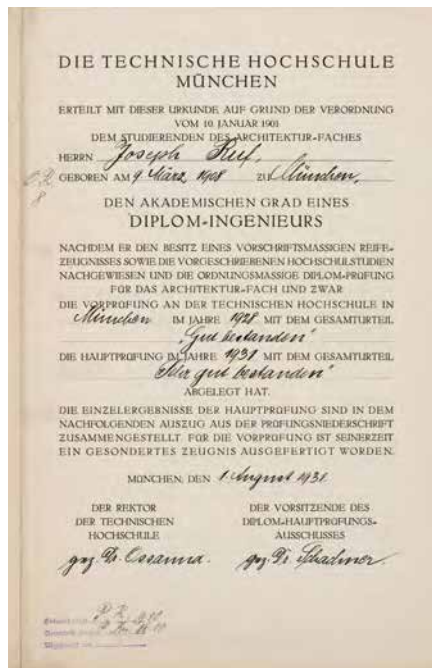 DIE TECHNISCHE HOCHSCHULE
MÜNCHEN
ERTEILT MIT DIESER URKUNDE AUF GRUND DER VERORDNUNG
VOM 10. JANUAR 1901
DEM STUDIERENDEN DES ARCHITEKTUR-FACHES
HERRN Joseph Ruf,
GEBOREN AM 9. März 1908 ZU München,
DEN AKADEMISCHEN GRAD EINES
DIPLOM-INGENIEURS
NACHDEM ER DEN BESITZ EINES VORSCHRIFTSMÄSSIGEN REIFE-
ZEUGNISSES SOWIE DIE VORGESCHRIEBENEN HOCHSCHULSTUDIEN
NACHGEWIESEN UND DIE ORDNUNGSMÄSSIGE DIPLOM-PRÜFUNG
FÜR DAS ARCHITEKTUR-FACH UND ZWAR
DIE VORPRÜFUNG AN DER TECHNISCHEN HOCHSCHULE IN
München IM JAHRE 1928 MIT DEM GESAMTURTEIL
„Gut bestanden"
DIE HAUPTPRÜFUNG IM JAHRE 1931 MIT DEM GESAMTURTEIL
„Sehr gut bestanden"
ABGELEGT HAT.
DIE EINZELERGEBNISSE DER HAUPTPRÜFUNG SIND IN DEM
NACHFOLGENDEN AUSZUG AUS DER PRÜFUNGSNIEDERSCHRIFT
ZUSAMMENGESTELLT. FÜR DIE VORPRÜFUNG IST SEINERZEIT
EIN GESONDERTES ZEUGNIS AUSGEFERTIGT WORDEN.
MÜNCHEN, DEN 1. August 1931
DER REKTOR
DER TECHNISCHEN
HOCHSCHULE
gez. Dr. Ossanna.
DER VORSITZENDE DES
DIPLOM-HAUPTPRÜFUNGS-
AUSSCHUSSES
gez. Dr. Schachner.